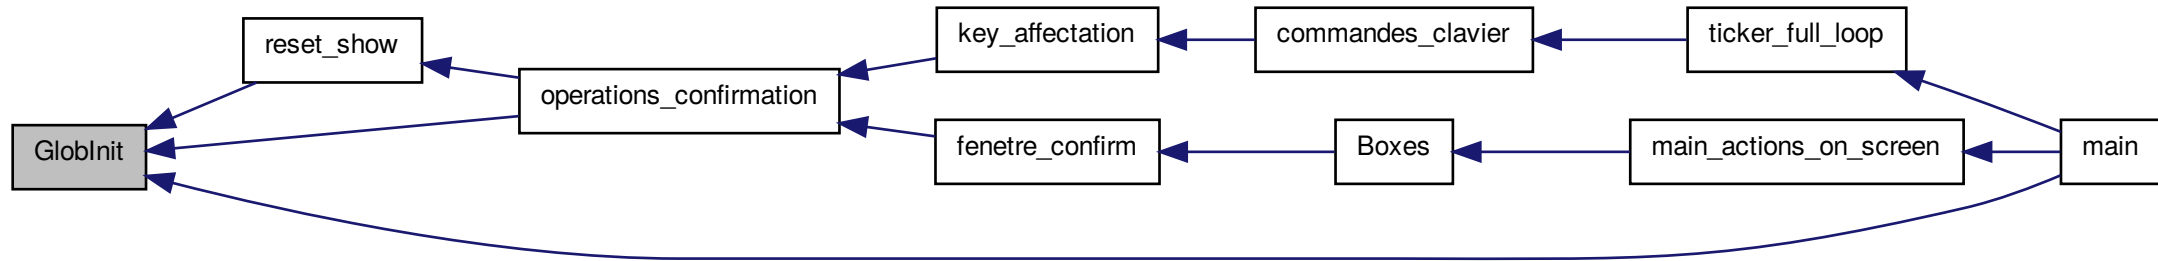 GlobInit
reset_show
operations_confirmation
key_affectation
commandes_clavier
ticker_full_loop
fenetre_confirm
Boxes
main_actions_on_screen
main